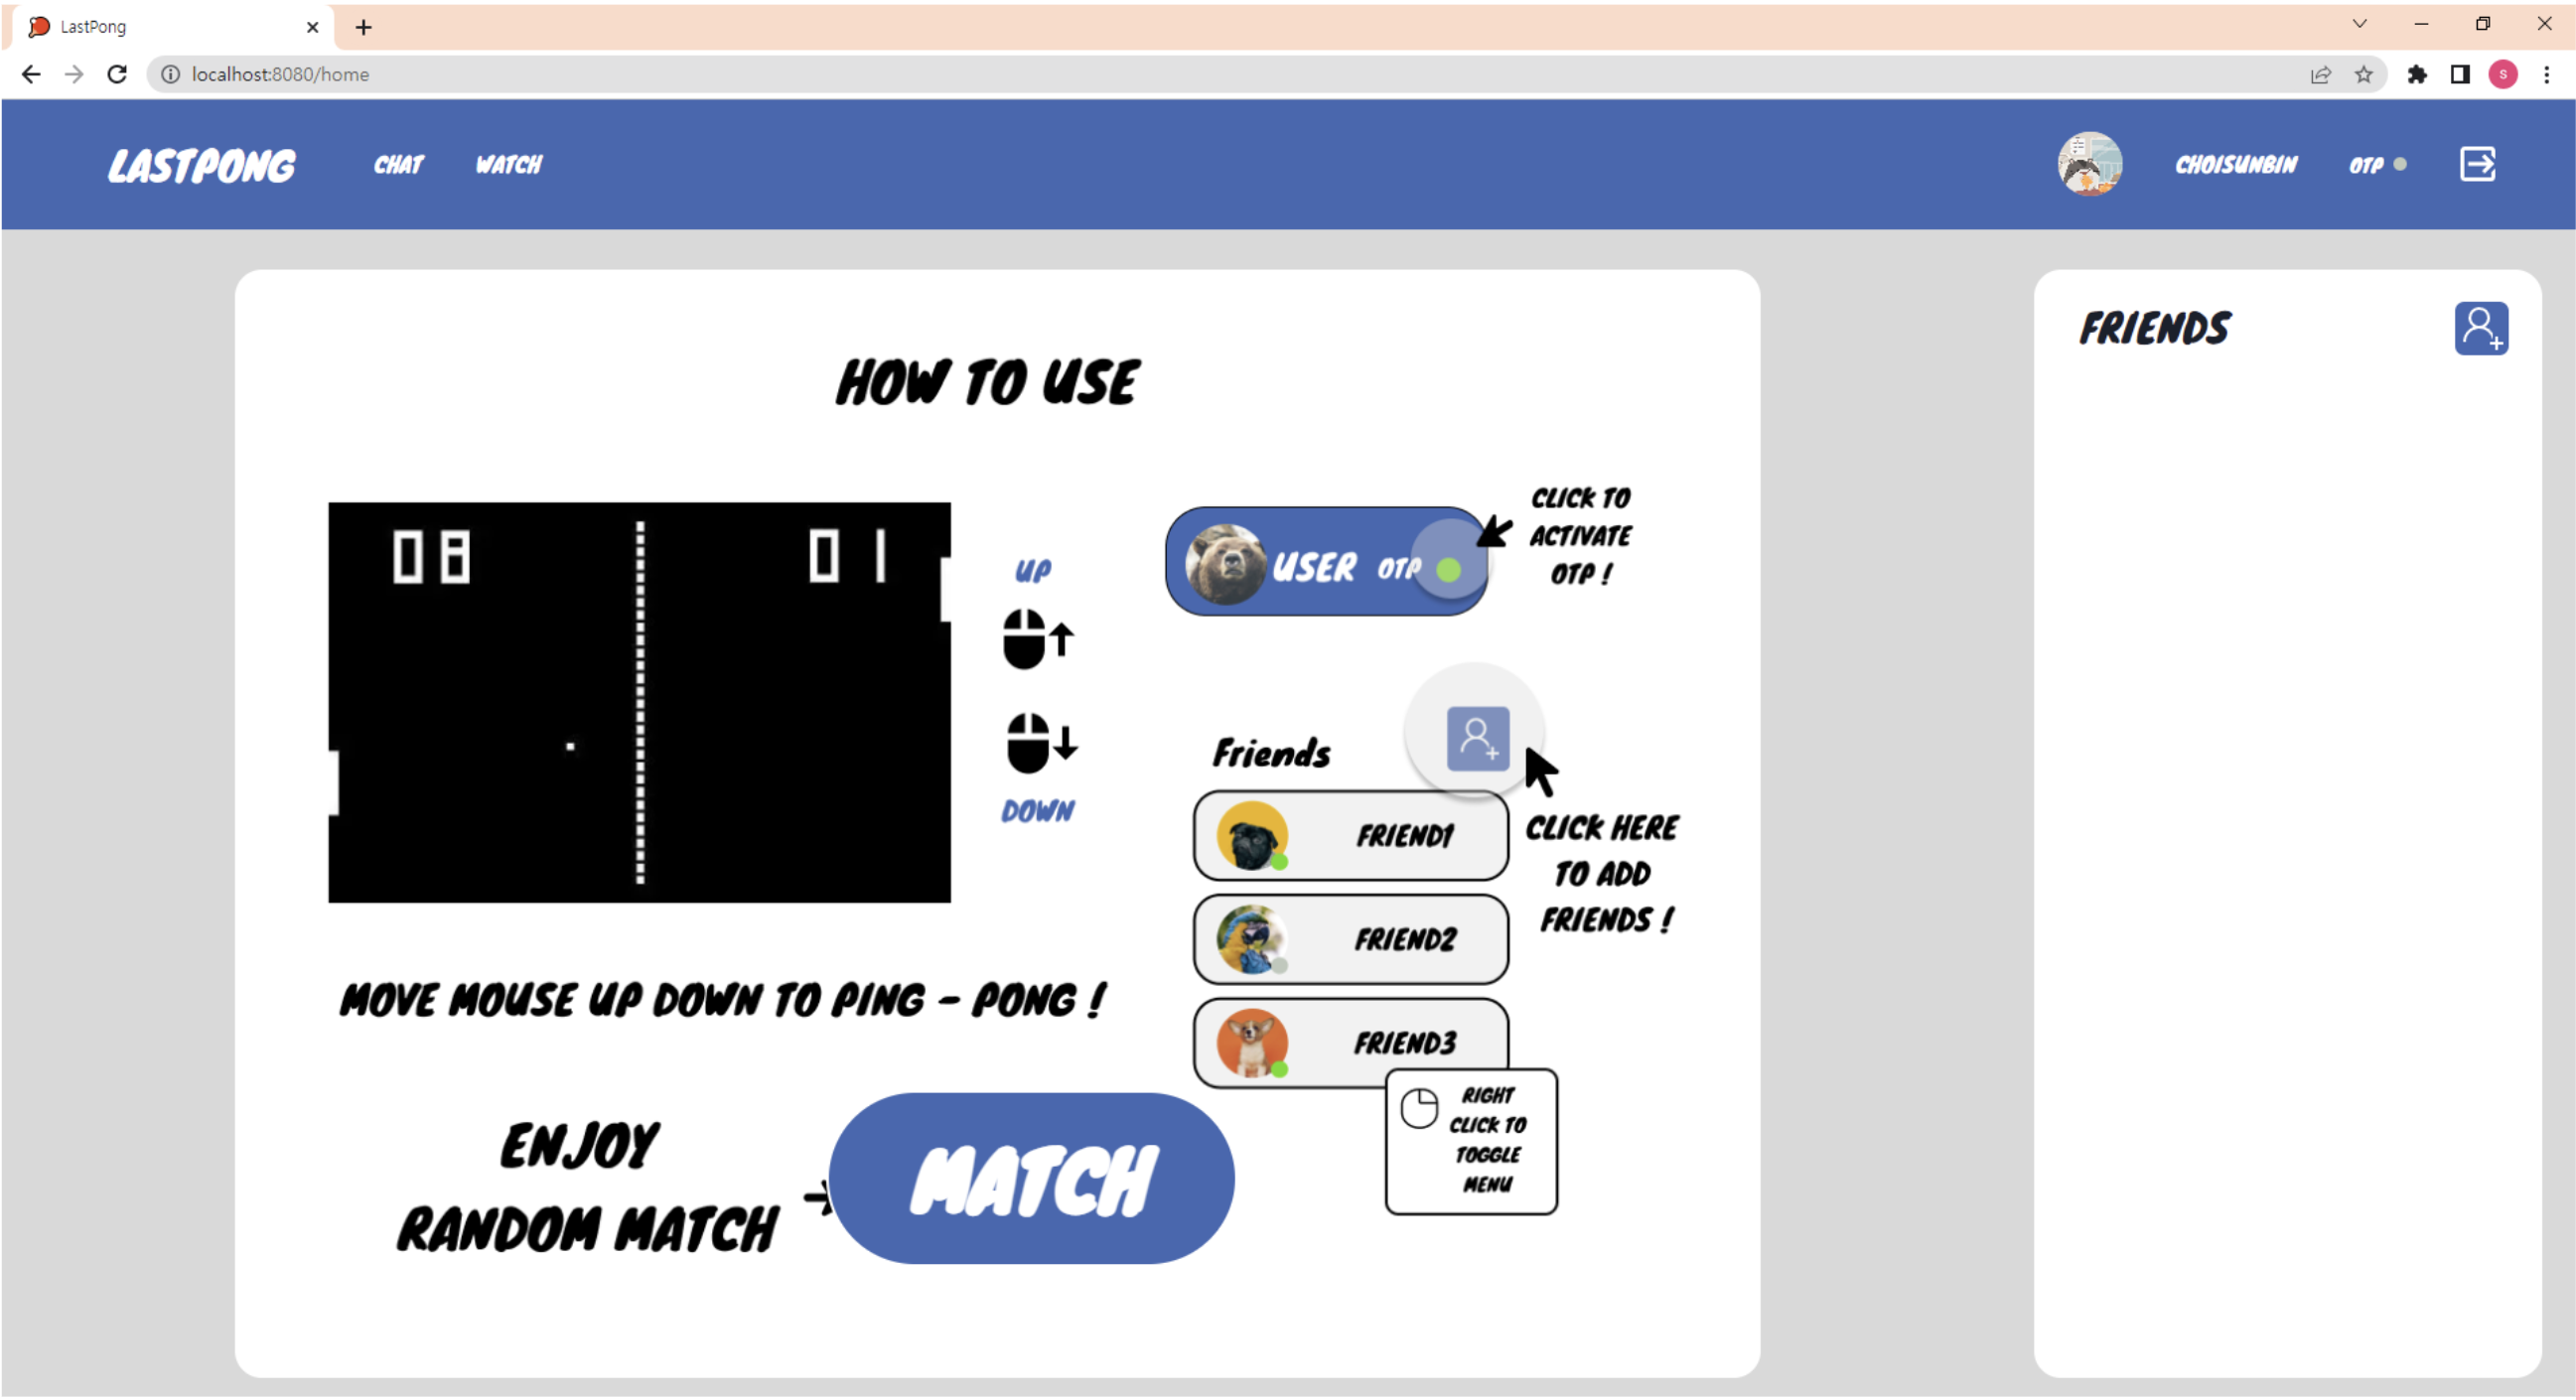 LastPong
localhost:8080/home
S
LASTPONG
CHAT
WATCH
CHOISUNBIN
OTP
HOW TO USE
08
01
UP
DOWN
MOVE MOUSE UP DOWN TO PING - PONG !
ENJOY
RANDOM MATCH
MATCH
USER OTP
CLICK TO
ACTIVATE
OTP !
Friends
CLICK HERE
TO ADD
FRIENDS !
FRIEND1
FRIEND2
FRIEND3
RIGHT
CLICK TO
TOGGLE
MENU
FRIENDS